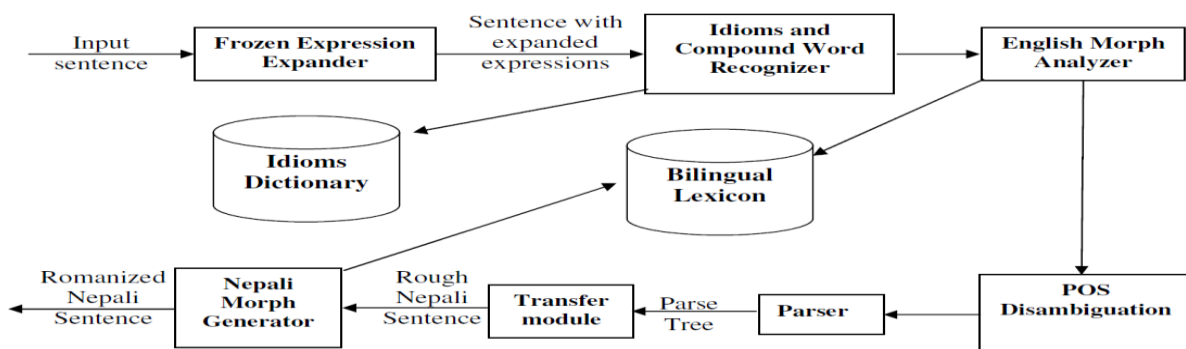 Input
sentence
Frozen Expression
Expander
Sentence with
expanded
expressions
Idioms and
Compound Word
Recognizer
English Morph
Analyzer
Idioms
Dictionary
Bilingual
Lexicon
Romanized
Nepali
Sentence
Nepali
Morph
Generator
Rough
Nepali
Sentence
Transfer
module
Parse
Tree
Parser
POS
Disambiguation